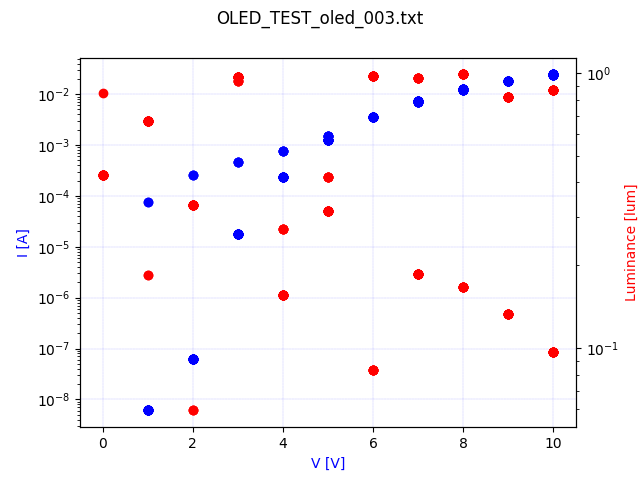 OLED_TEST_oled_003.txt
I [A]
10⁻²
10⁻³
10⁻⁴
10⁻⁵
10⁻⁶
10⁻⁷
10⁻⁸
10⁰
10⁻¹
Luminance [lum]
0 2 4 6 8 10
V [V]